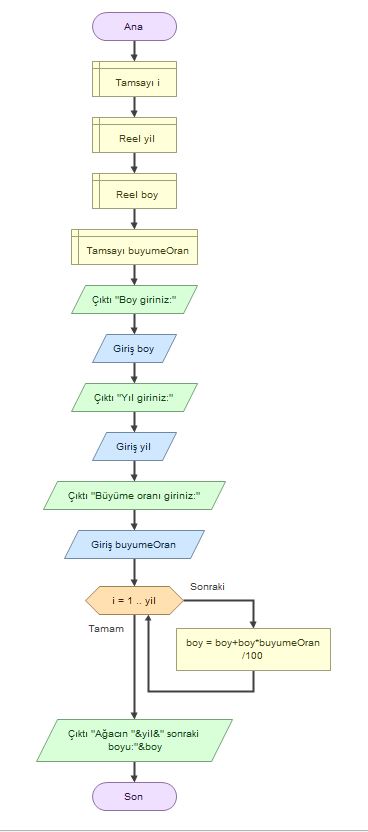 Ana
Tamsayı i
Reel yil
Reel boy
Tamsayı buyumeOran
Çıktı "Boy giriniz:"
Giriş boy
Çıktı "Yıl giriniz:"
Giriş yil
Çıktı "Büyüme oranı giriniz:"
Giriş buyumeOran
i = 1 .. yil
Sonraki
boy = boy+boy*buyumeOran
/100
Tamam
Çıktı "Ağacın "&yil&" sonraki
boyu:"&boy
Son